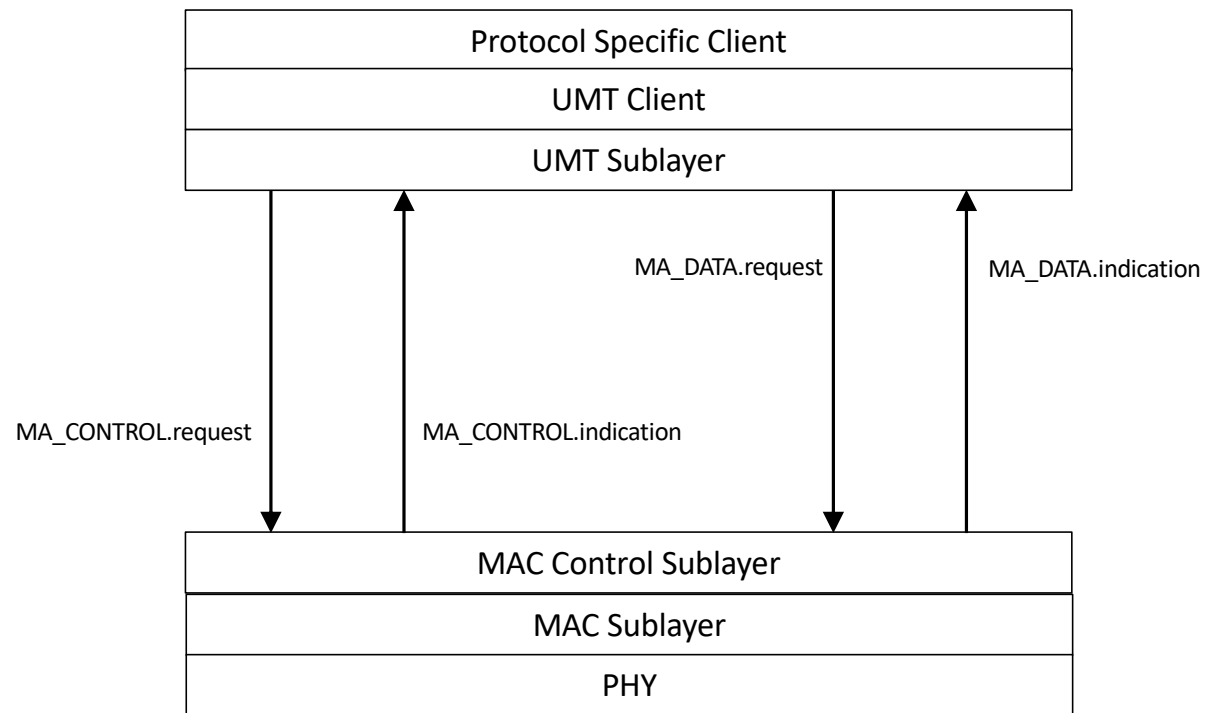 Protocol Specific Client
UMT Client
UMT Sublayer
MA_DATA.request
MA_DATA.indication
MA_CONTROL.request
MA_CONTROL.indication
MAC Control Sublayer
MAC Sublayer
PHY